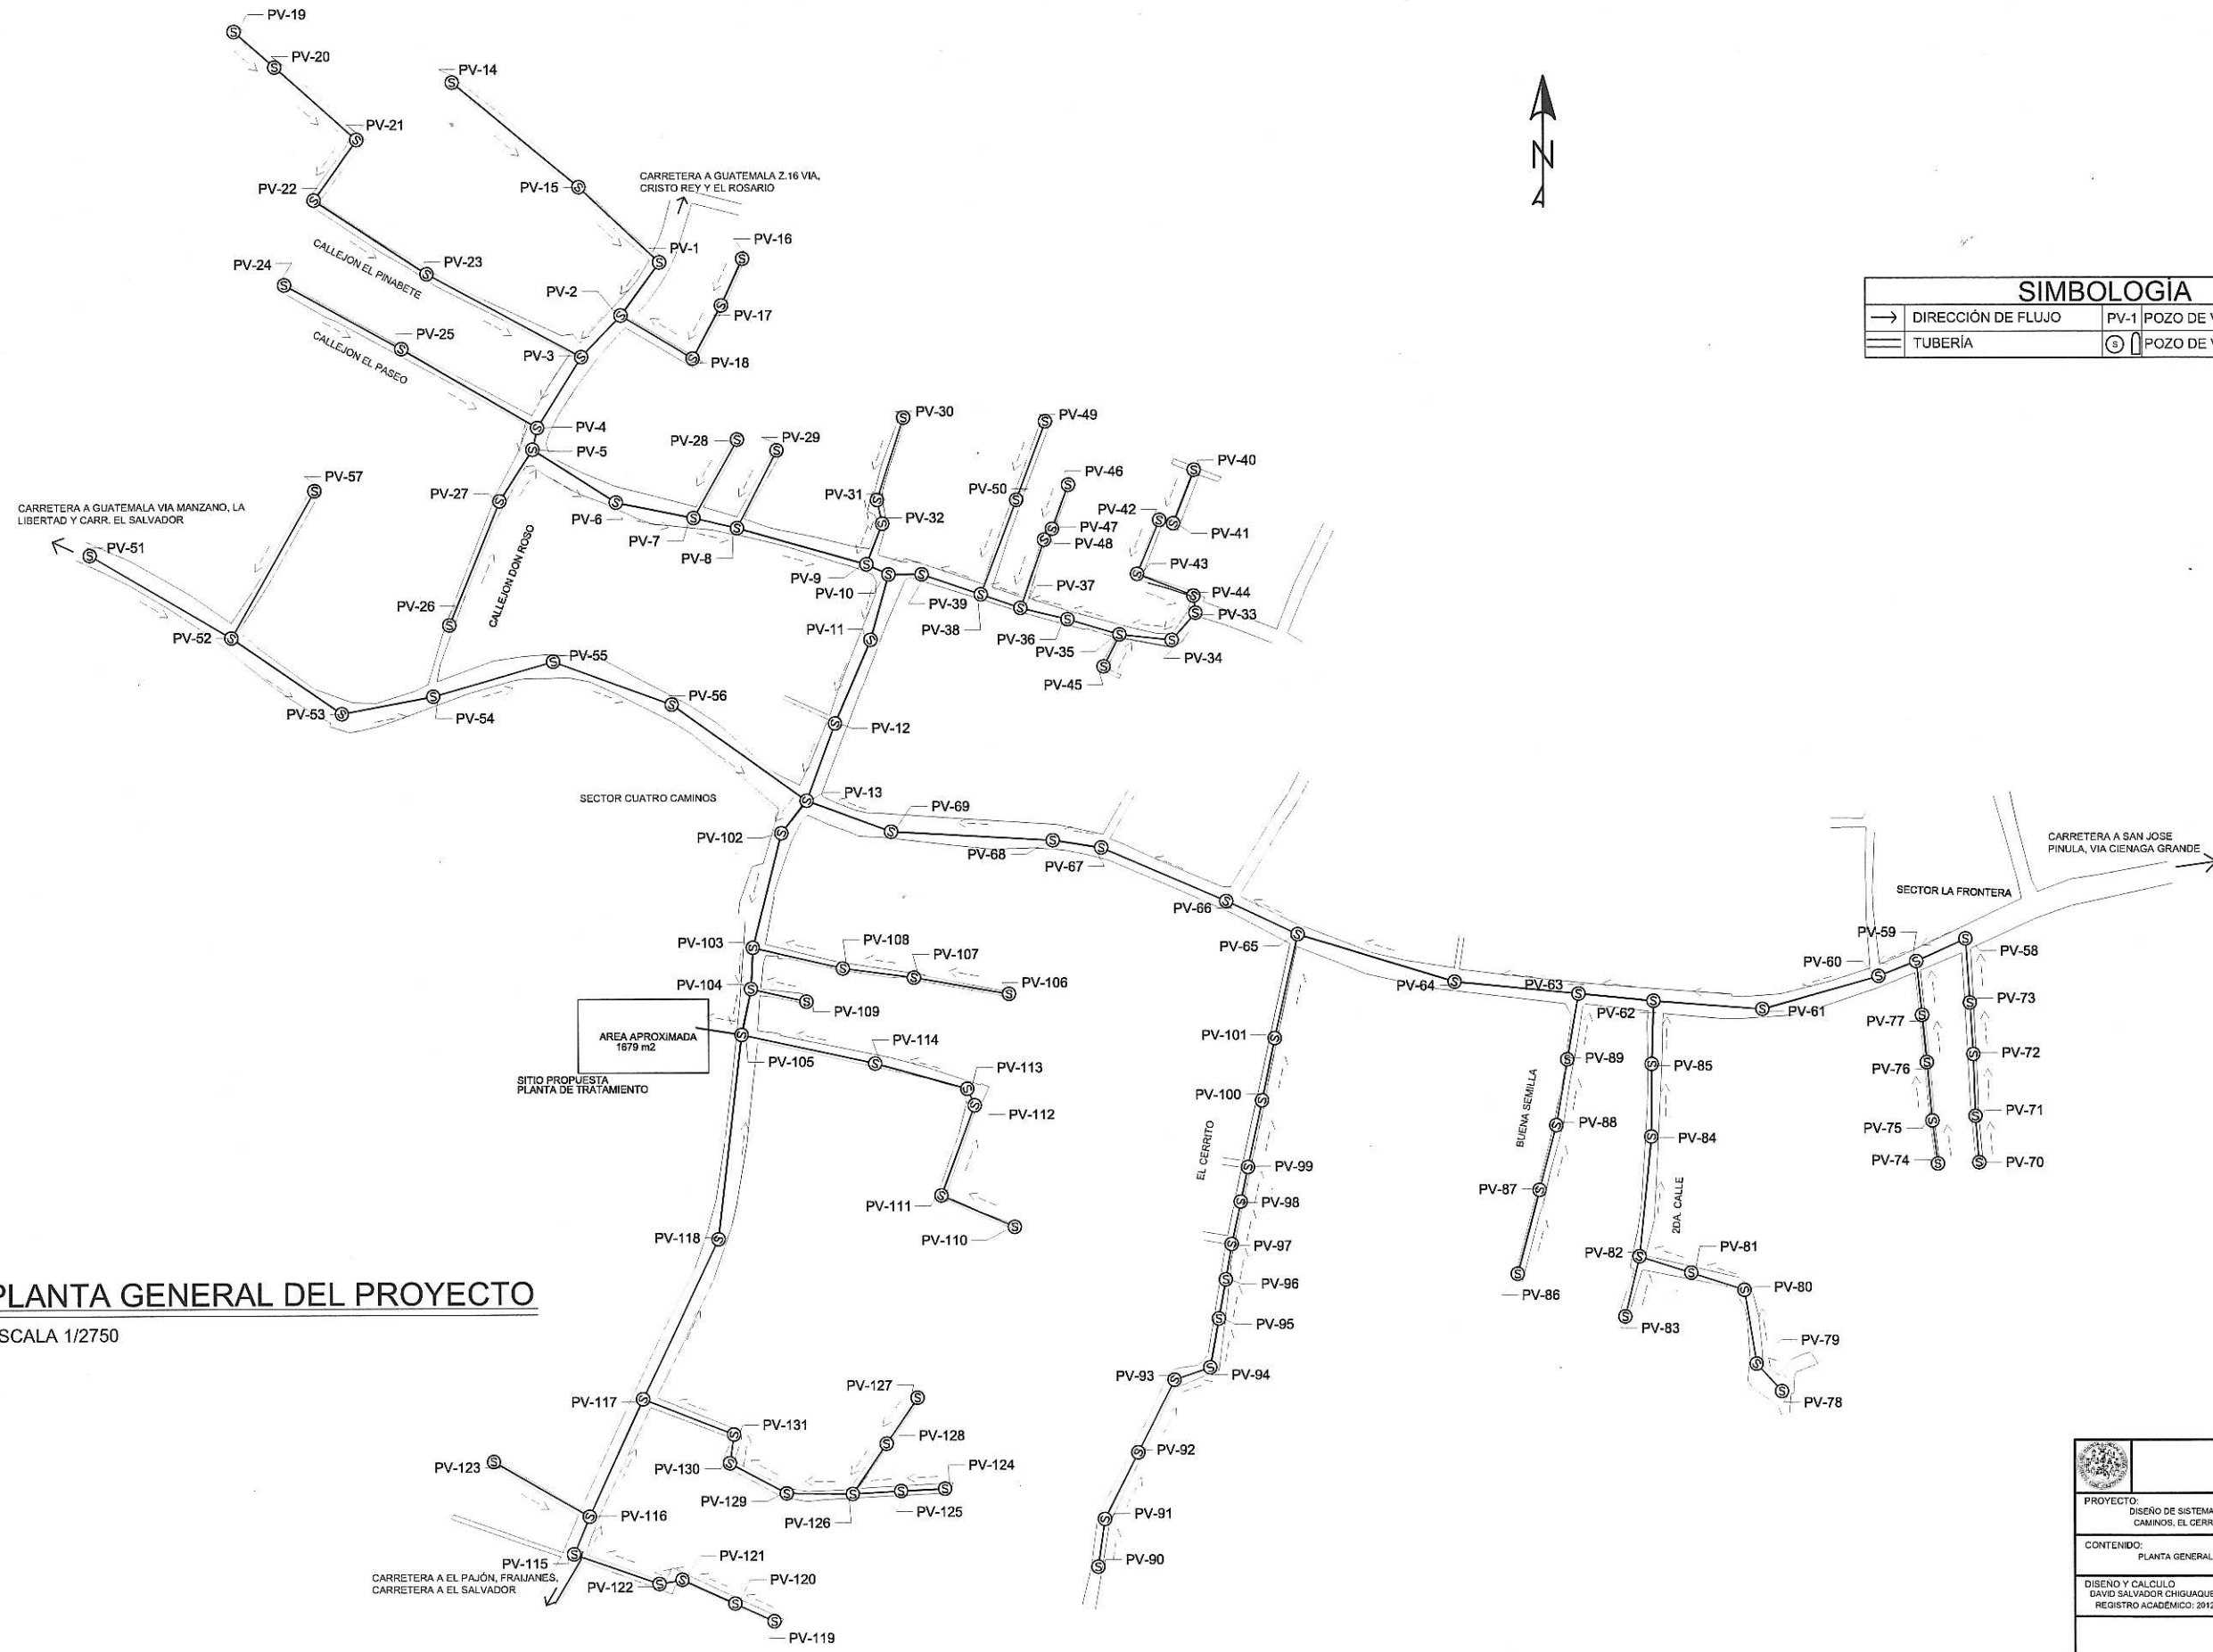 PV-19
PV-20
PV-14
PV-21
PV-15
PV-22
CARRETERA A GUATEMALA Z.16 VIA,
CRISTO REY Y EL ROSARIO
N
PV-1
PV-16
PV-23
PV-24
CALLEJON EL PINABETE
PV-2
PV-17
SIMBOLOGÍA
DIRECCIÓN DE FLUJO
PV-1
POZO DE
TUBERÍA
S
POZO DE
PV-25
PV-3
PV-18
CALLEJON EL PASEO
PV-4
PV-5
PV-28
PV-29
PV-30
PV-49
PV-40
PV-46
PV-57
PV-27
PV-31
PV-50
PV-42
CARRETERA A GUATEMALA VIA MANZANO, LA
LIBERTAD Y CARR. EL SALVADOR
PV-6
PV-32
PV-47
PV-41
PV-7
PV-48
PV-51
PV-8
CALLEJON DON ROSO
PV-9
PV-43
PV-10
PV-37
PV-44
PV-26
PV-39
PV-33
PV-52
PV-11
PV-38
PV-36
PV-35
PV-34
PV-55
PV-45
PV-56
PV-53
PV-54
PV-12
SECTOR CUATRO CAMINOS
PV-13
PV-69
PV-102
PV-68
PV-67
CARRETERA A SAN JOSE
PINULA, VIA CIENAGA GRANDE
SECTOR LA FRONTERA
PV-66
PV-59
PV-103
PV-108
PV-107
PV-65
PV-60
PV-58
PV-104
PV-106
PV-64
PV-63
PV-73
PV-109
PV-62
PV-61
PV-77
AREA APROXIMADA
1679 m2
PV-114
PV-101
PV-105
PV-89
PV-85
PV-72
PV-76
SITIO PROPUESTA
PLANTA DE TRATAMIENTO
PV-113
PV-112
PV-100
BUENA SEMILLA
PV-88
PV-71
PV-75
EL CERRITO
PV-84
PV-99
PV-74
PV-70
PV-87
PV-111
PV-98
2DA. CALLE
PV-118
PV-110
PV-97
PV-82
PV-81
PV-96
PV-80
PV-86
PLANTA GENERAL DEL PROYECTO
SCALA 1/2750
PV-95
PV-83
PV-79
PV-93
PV-94
PV-127
PV-117
PV-78
PV-131
PV-128
PV-92
PV-123
PV-130
PV-124
PV-129
PV-116
PV-126
PV-125
PV-91
PV-115
PV-121
PV-90
CARRETERA A EL PAJÓN, FRAIJANES,
CARRETERA A EL SALVADOR
PV-122
PV-120
PV-119
PROYECTO:
DISEÑO DE SISTEMA
CAMINOS, EL CERR
CONTENIDO:
PLANTA GENERAL
DISEÑO Y CALCULO
DAVID SALVADOR CHIGUAQUE
REGISTRO ACADÉMICO: 2012